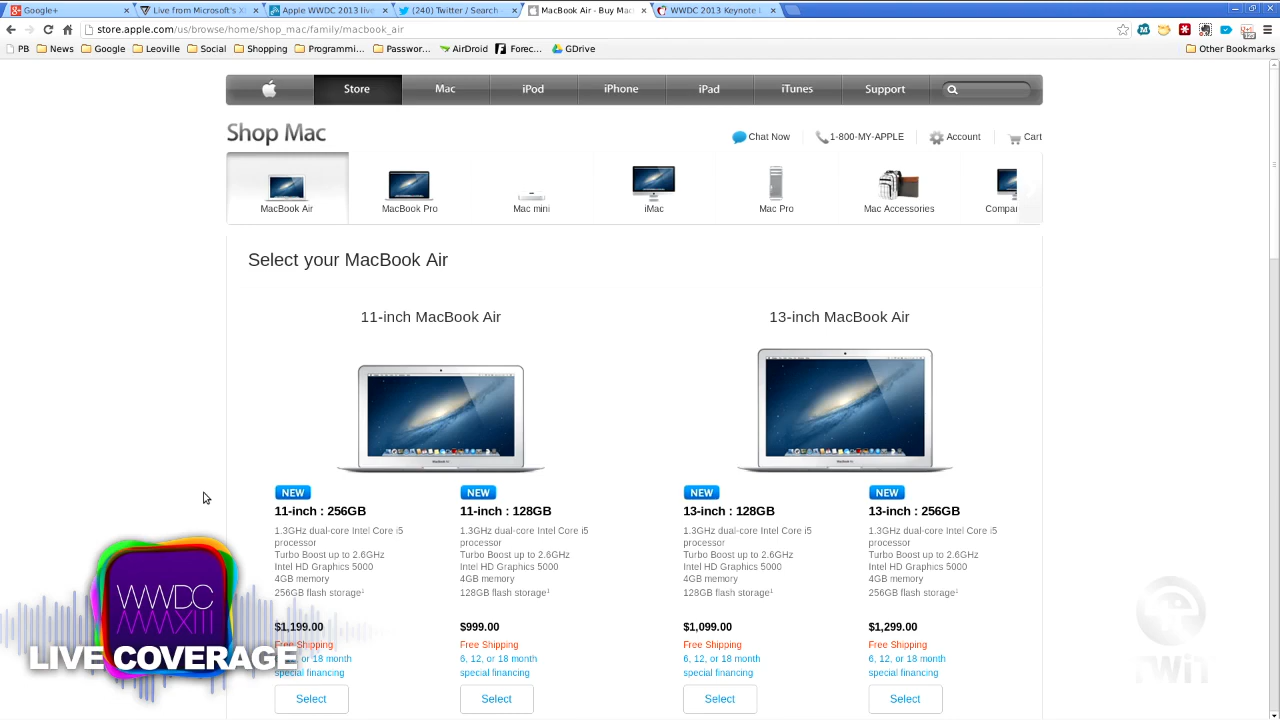 Google+
Live from Microsoft's X
Apple WWDC 2013 live
(240) Twitter / Search
MacBook Air - Buy Mac
WWDC 2013 Keynote
store.apple.com/us/browse/home/shop_mac/family/macbook_air
PB News Google Leoville Social Shopping Programmi... Passwor... AirDroid Forec... GDrive Other Bookmarks
Store Mac iPod iPhone iPad iTunes Support
Shop Mac
Chat Now 1-800-MY-APPLE Account Cart
MacBook Air MacBook Pro Mac mini iMac Mac Pro Mac Accessories Compa
Select your MacBook Air
11-inch MacBook Air
NEW
11-inch : 256GB
1.3GHz dual-core Intel Core i5
processor
Turbo Boost up to 2.6GHz
Intel HD Graphics 5000
4GB memory
256GB flash storage¹
$1,199.00
Free Shipping
or 18 month
special financing
Select
NEW
11-inch : 128GB
1.3GHz dual-core Intel Core i5
processor
Turbo Boost up to 2.6GHz
Intel HD Graphics 5000
4GB memory
128GB flash storage¹
$999.00
Free Shipping
6, 12, or 18 month
special financing
Select
13-inch MacBook Air
NEW
13-inch : 128GB
1.3GHz dual-core Intel Core i5
processor
Turbo Boost up to 2.6GHz
Intel HD Graphics 5000
4GB memory
128GB flash storage¹
$1,099.00
Free Shipping
6, 12, or 18 month
special financing
Select
NEW
13-inch : 256GB
1.3GHz dual-core Intel Core i5
processor
Turbo Boost up to 2.6GHz
Intel HD Graphics 5000
4GB memory
256GB flash storage¹
$1,299.00
Free Shipping
6, 12, or 18 month
special financing
Select
WWDC
MMXIII
LIVE COVERAGE
TWiT